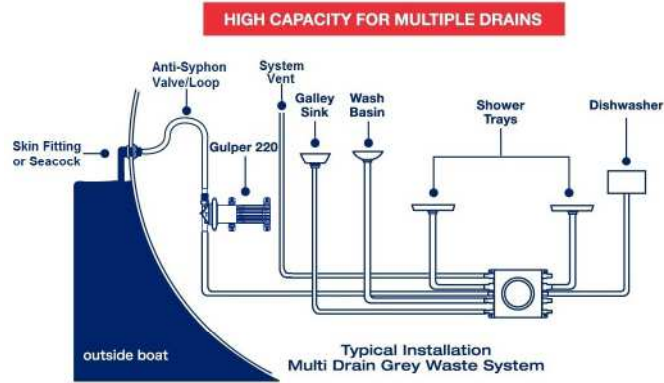 HIGH CAPACITY FOR MULTIPLE DRAINS
Anti-Syphon
Valve/Loop
System
Vent
Galley
Sink
Wash
Basin
Shower
Trays
Dishwasher
Skin Fitting
or Seacock
Gulper 220
outside boat
Typical Installation
Multi Drain Grey Waste System